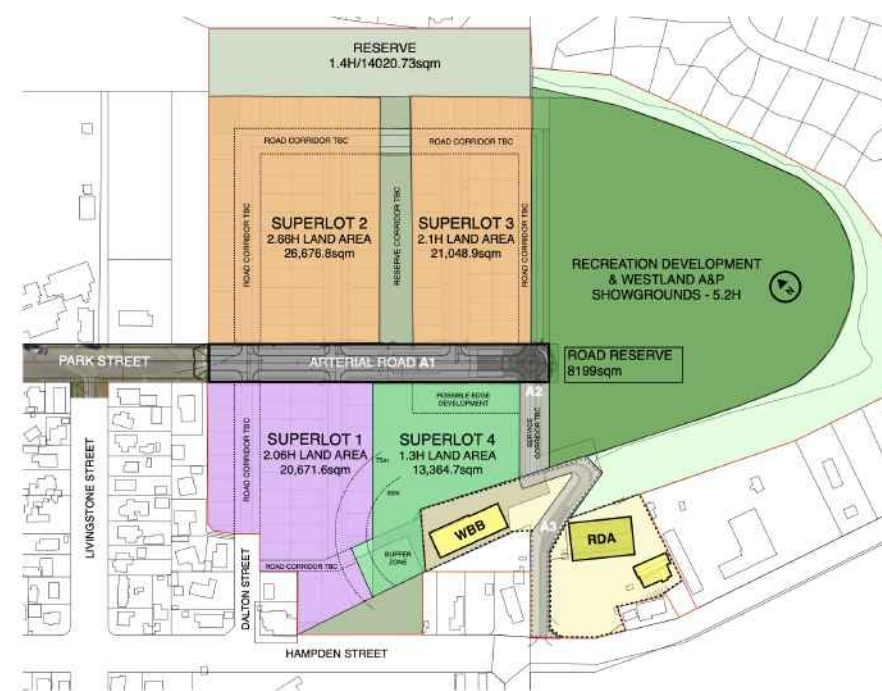 RESERVE
1.4H/14020.73sqm
ROAD CORRIDOR TBC
ROAD CORRIDOR TBC
ROAD CORRIDOR TBC
SUPERLOT 2
2.66H LAND AREA
26,676.8sqm
RESERVE CORRIDOR TBC
SUPERLOT 3
2.1H LAND AREA
21,048.9sqm
ROAD CORRIDOR TBC
RECREATION DEVELOPMENT
& WESTLAND A&P
SHOWGROUNDS - 5.2H
N
PARK STREET
ARTERIAL ROAD A1
ROAD RESERVE
8199sqm
LIVINGSTONE STREET
ROAD CORRIDOR TBC
SUPERLOT 1
2.06H LAND AREA
20,671.6sqm
POSSIBLE EDGE
DEVELOPMENT
SUPERLOT 4
1.3H LAND AREA
13,364.7sqm
A2
SERVICE
CORRIDOR TBC
WBB
A3
RDA
BUFFER
ZONE
ROAD CORRIDOR TBC
DALTON STREET
HAMPDEN STREET